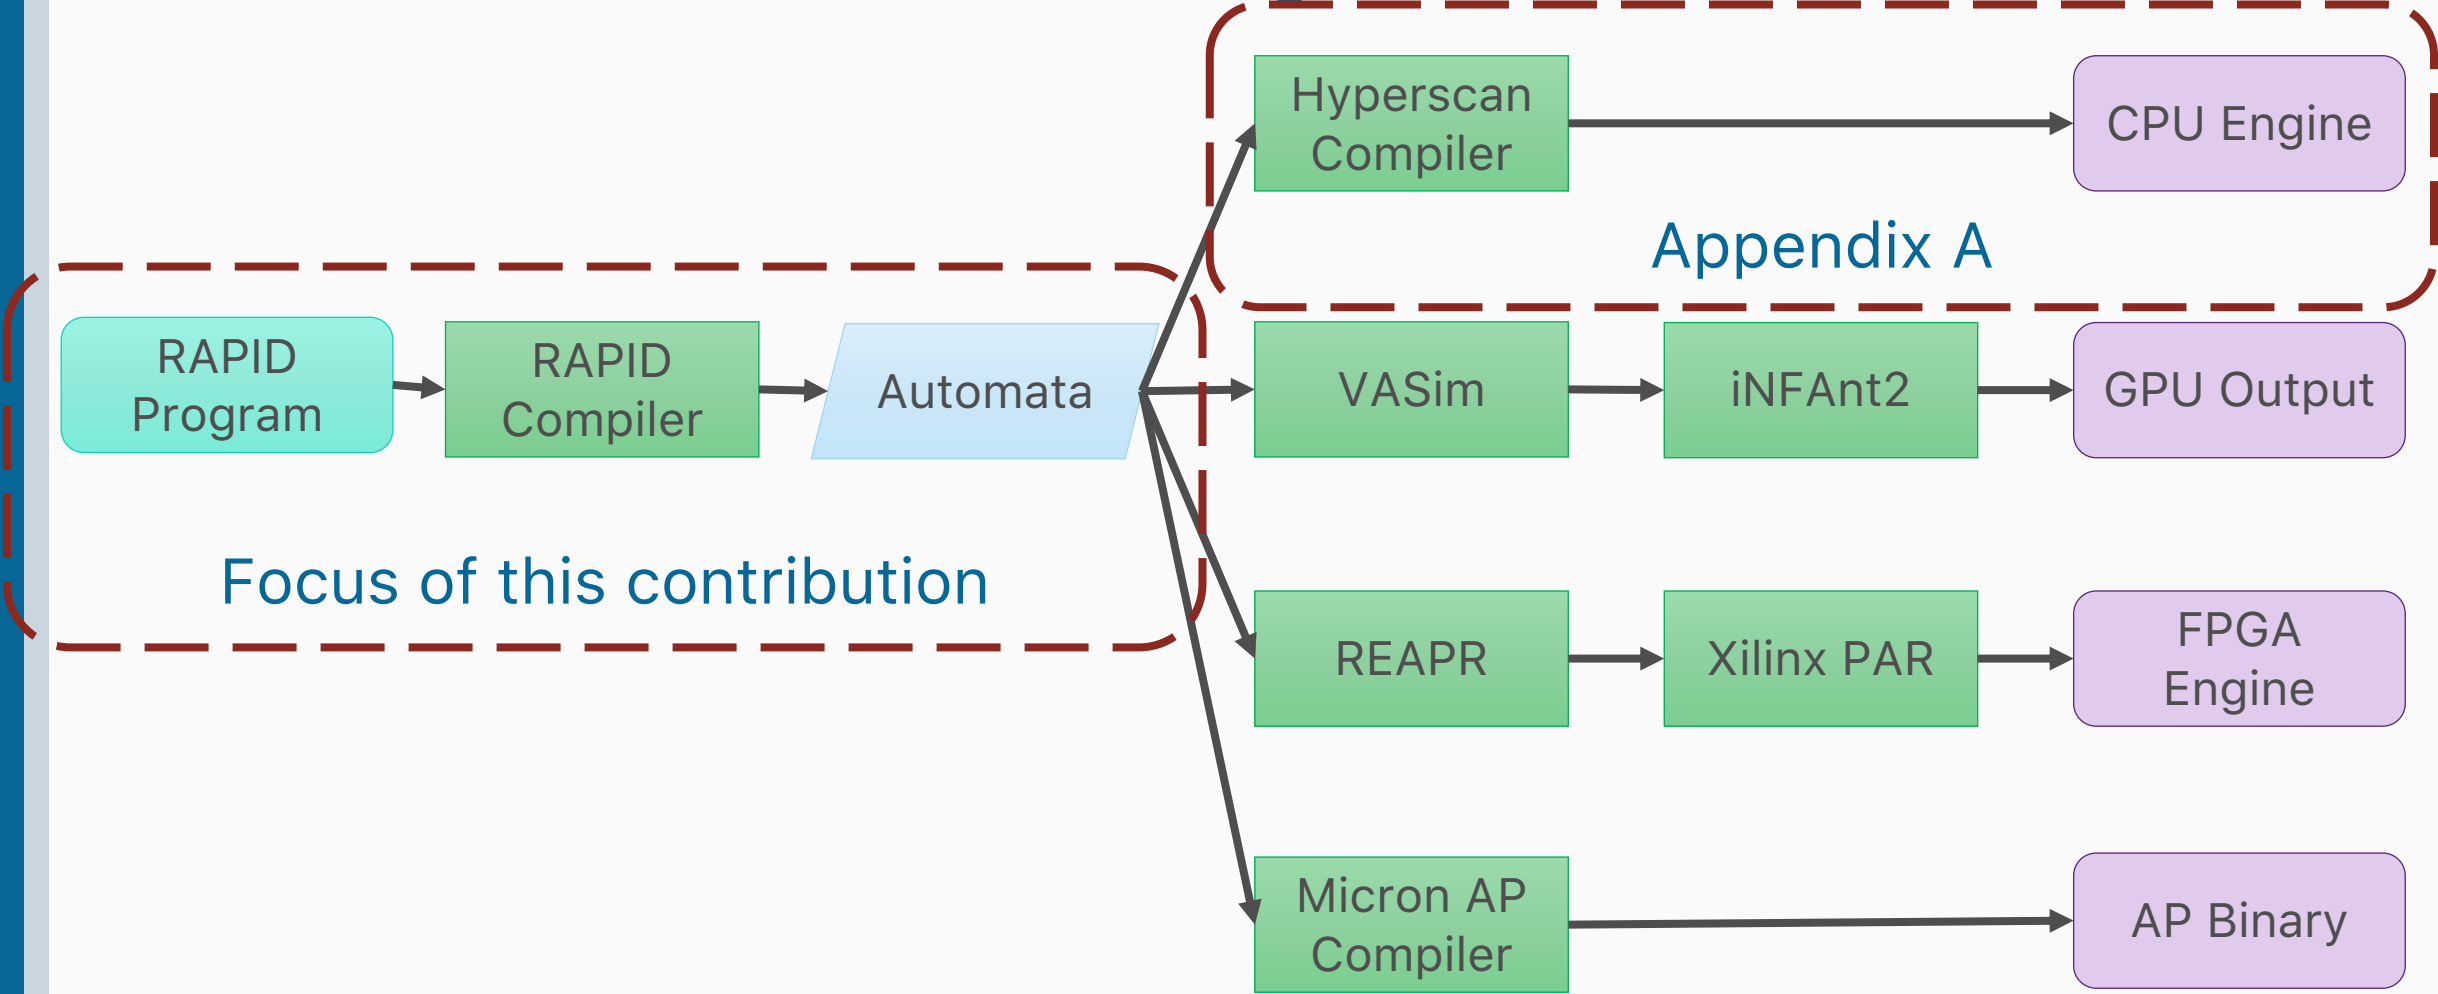 Hyperscan
Compiler
CPU Engine
Appendix A
RAPID
Program
RAPID
Compiler
Automata
VASim
iNFAnt2
GPU Output
Focus of this contribution
REAPR
Xilinx PAR
FPGA
Engine
Micron AP
Compiler
AP Binary